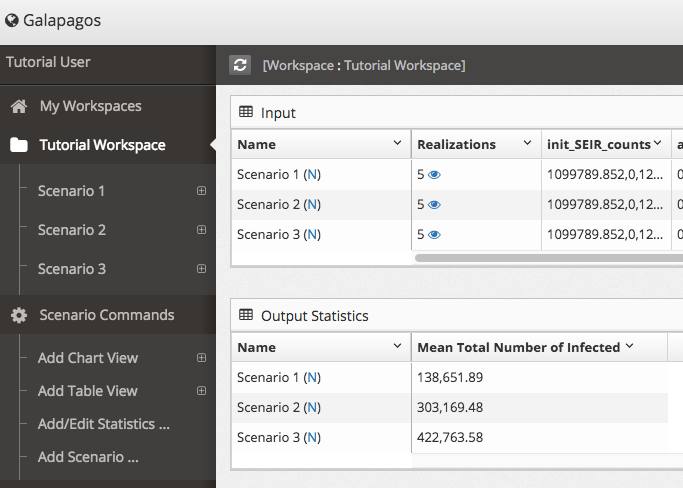 Galapagos
Tutorial User
[Workspace : Tutorial Workspace]
My Workspaces
Tutorial Workspace
Scenario 1
Scenario 2
Scenario 3
Scenario Commands
Add Chart View
Add Table View
Add/Edit Statistics ...
Add Scenario ...
Input
Name Realizations init_SEIR_counts a
Scenario 1 (N) 5 1099789.852,0,12... 0
Scenario 2 (N) 5 1099789.852,0,12... 0
Scenario 3 (N) 5 1099789.852,0,12... 0
Output Statistics
Name Mean Total Number of Infected
Scenario 1 (N) 138,651.89
Scenario 2 (N) 303,169.48
Scenario 3 (N) 422,763.58